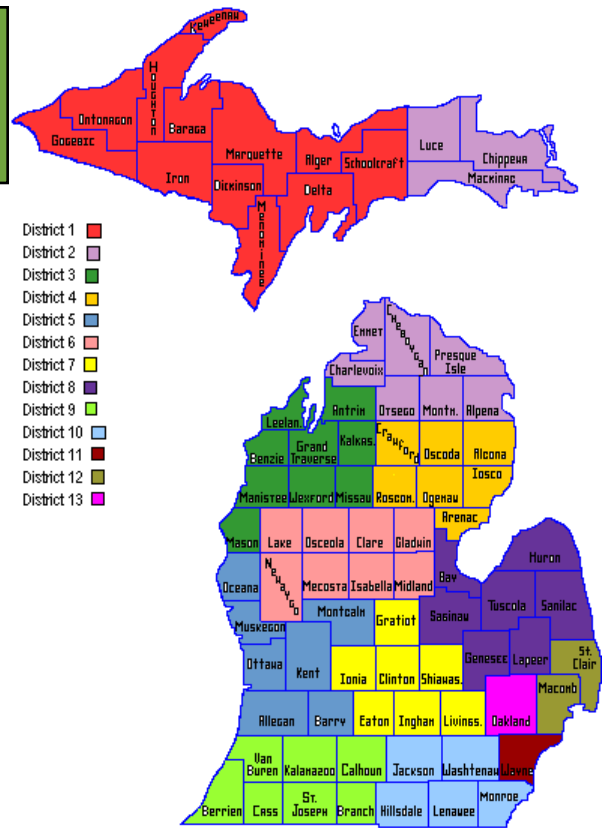 Keweenaw
Houghton
Ontonagon
Baraga
Gogebic
Iron
Marquette
Dickinson
Menominee
Alger
Delta
Schoolcraft
Luce
Chippewa
Mackinac
District 1
District 2
District 3
District 4
District 5
District 6
District 7
District 8
District 9
District 10
District 11
District 12
District 13
Emmet
Cheboygan
Presque
Isle
Charlevoix
Antrim
Otsego
Montm.
Alpena
Leelan.
Benzie
Grand
Traverse
Kalkas.
Crawford
Oscoda
Alcona
Manistee
Wexford
Missau
Roscom.
Ogemaw
Iosco
Arenac
Mason
Lake
Osceola
Clare
Gladwin
Huron
Oceana
Newaygo
Mecosta
Isabella
Midland
Bay
Tuscola
Sanilac
Muskegon
Montcalm
Gratiot
Saginaw
Ottawa
Kent
Ionia
Clinton
Shiawas.
Genesee
Lapeer
St.
Clair
Macomb
Allegan
Barry
Eaton
Ingham
Livings.
Oakland
Van
Buren
Kalamazoo
Calhoun
Jackson
Washtenaw
Wayne
Berrien
Cass
St.
Joseph
Branch
Hillsdale
Lenawee
Monroe